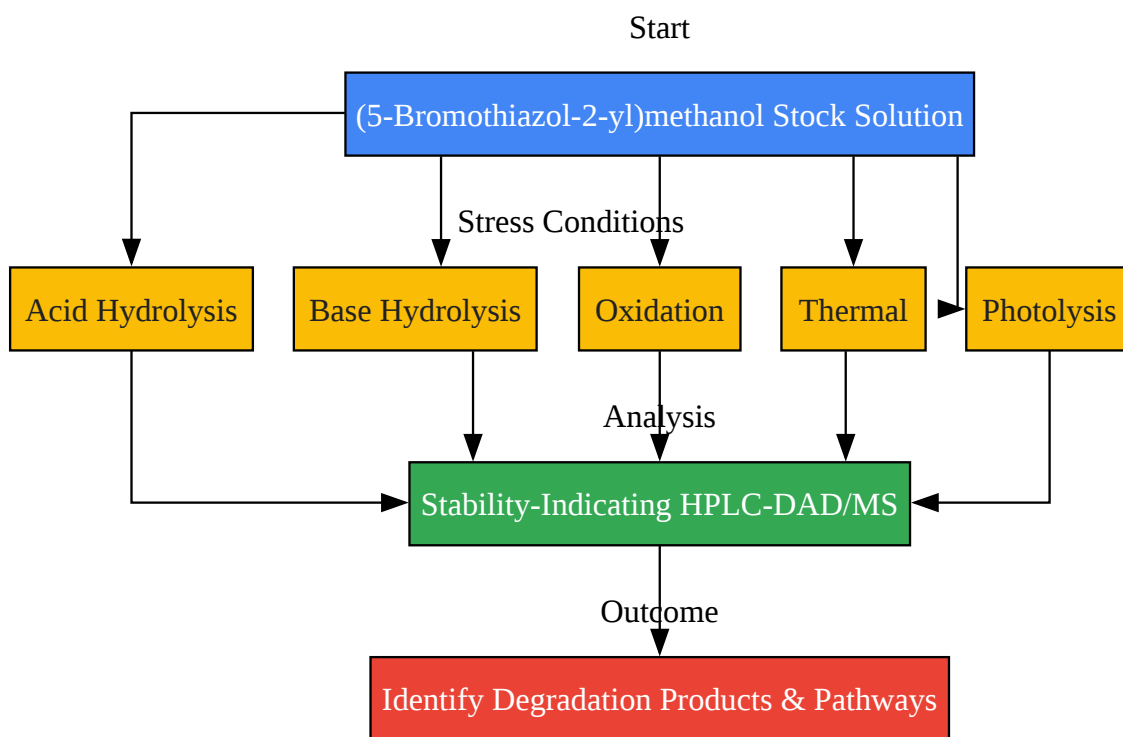 Start
(5-Bromothiazol-2-yl)methanol Stock Solution
Stress Conditions
Acid Hydrolysis
Base Hydrolysis
Oxidation
Thermal
Photolysis
Analysis
Stability-Indicating HPLC-DAD/MS
Outcome
Identify Degradation Products & Pathways